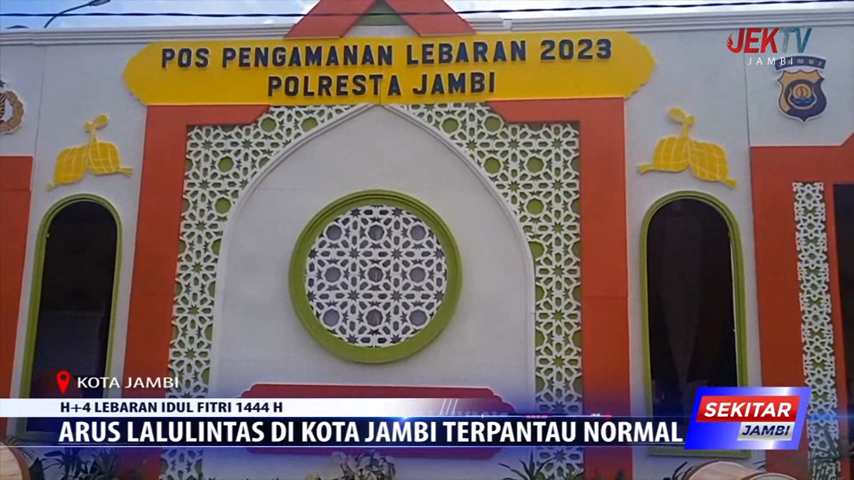 POS PENGAMANAN LEBARAN 2023
POLRESTA JAMBI
JEKTV
JAMBI
JAMBI
KOTA JAMBI
H+4 LEBARAN IDUL FITRI 1444 H
ARUS LALULINTAS DI KOTA JAMBI TERPANTAU NORMAL
SEKITAR
JAMBI